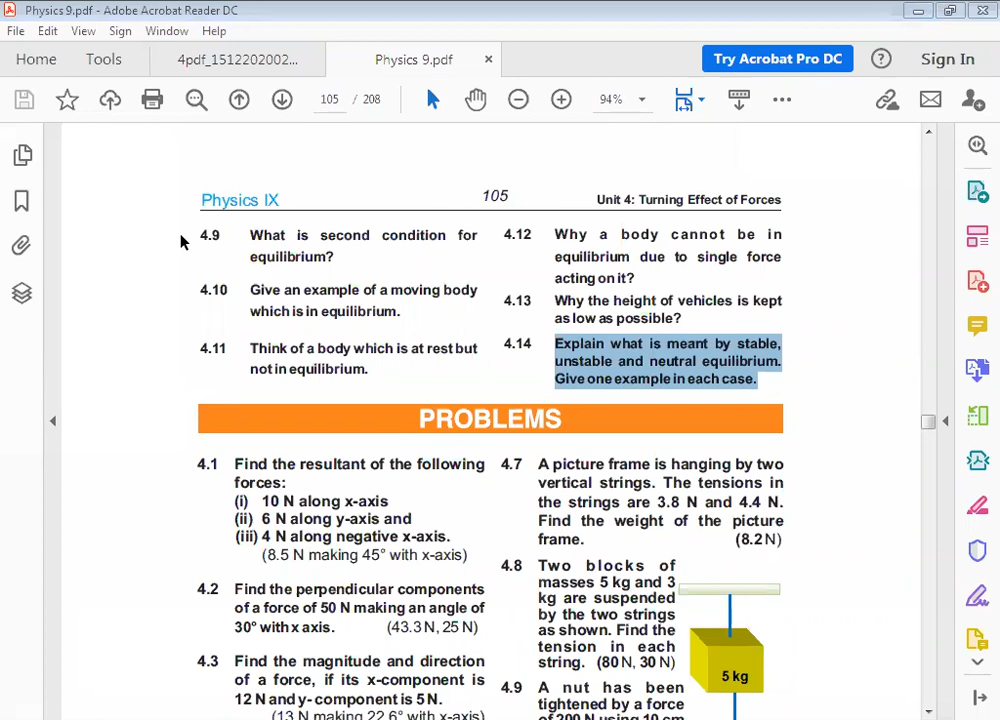 Physics 9.pdf - Adobe Acrobat Reader DC
File Edit View Sign Window Help
Home Tools 4pdf_1512202002... Physics 9.pdf × Try Acrobat Pro DC ? Sign In
105 / 208 94%
Physics IX 105 Unit 4: Turning Effect of Forces
4.9 What is second condition for
equilibrium?
4.10 Give an example of a moving body
which is in equilibrium.
4.11 Think of a body which is at rest but
not in equilibrium.
4.12 Why a body cannot be in
equilibrium due to single force
acting on it?
4.13 Why the height of vehicles is kept
as low as possible?
4.14 Explain what is meant by stable,
unstable and neutral equilibrium.
Give one example in each case.
PROBLEMS
4.1 Find the resultant of the following
forces:
(i) 10 N along x-axis
(ii) 6 N along y-axis and
(iii) 4 N along negative x-axis.
(8.5 N making 45° with x-axis)
4.2 Find the perpendicular components
of a force of 50 N making an angle of
30° with x axis. (43.3 N, 25 N)
4.3 Find the magnitude and direction
of a force, if its x-component is
12 N and y- component is 5 N.
(13 N making 22.6° with x-axis)
4.7 A picture frame is hanging by two
vertical strings. The tensions in
the strings are 3.8 N and 4.4 N.
Find the weight of the picture
frame. (8.2 N)
4.8 Two blocks of
masses 5 kg and 3
kg are suspended
by the two strings
as shown. Find the
tension in each
string. (80 N, 30 N)
5 kg
4.9 A nut has been
tightened by a force
of 200 N using 10 cm